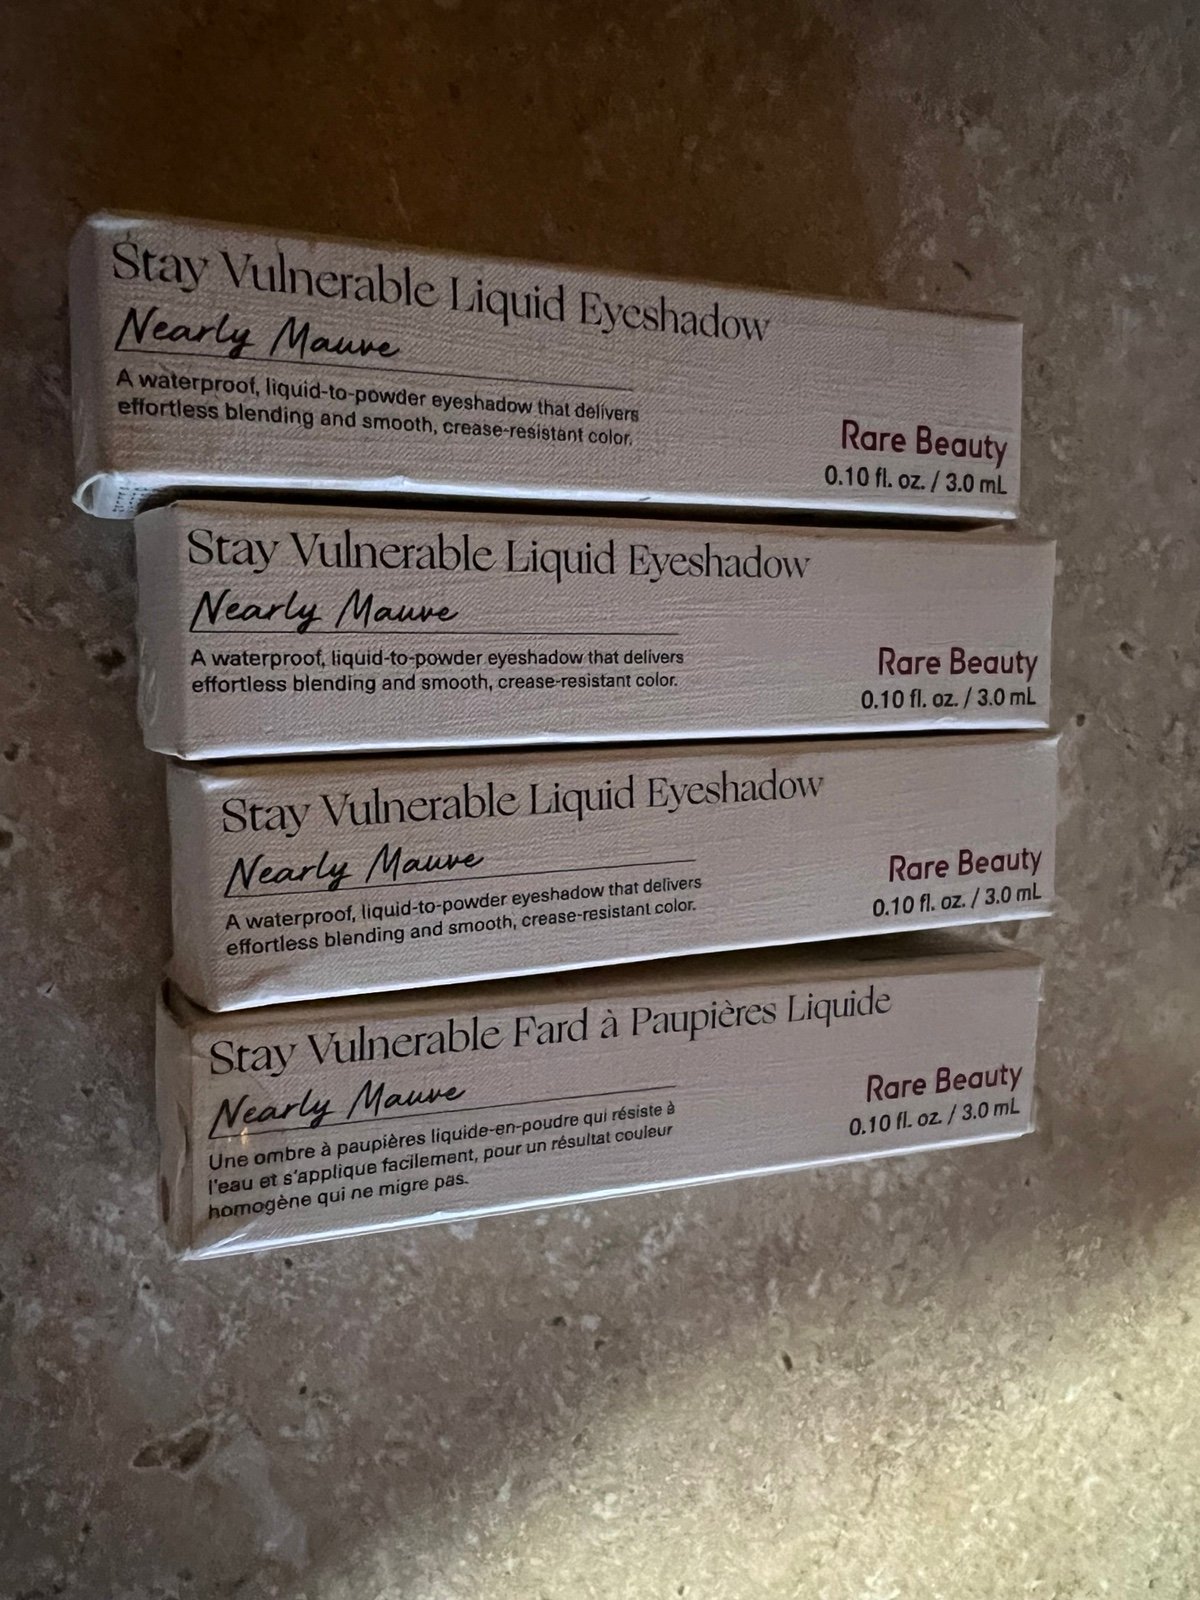 Stay Vulnerable Liquid Eyeshadow
Nearly Mauve
A waterproof, liquid-to-powder eyeshadow that delivers
effortless blending and smooth, crease-resistant color.
Rare Beauty
0.10 fl. oz. / 3.0 mL
Stay Vulnerable Liquid Eyeshadow
Nearly Mauve
A waterproof, liquid-to-powder eyeshadow that delivers
effortless blending and smooth, crease-resistant color.
Rare Beauty
0.10 fl. oz. / 3.0 mL
Stay Vulnerable Liquid Eyeshadow
Nearly Mauve
A waterproof, liquid-to-powder eyeshadow that delivers
effortless blending and smooth, crease-resistant color.
Rare Beauty
0.10 fl. oz. / 3.0 mL
Stay Vulnerable Fard à Paupières Liquide
Nearly Mauve
Une ombre à paupières liquide-en-poudre qui résiste à
l'eau et s'applique facilement, pour un résultat couleur
homogène qui ne migre pas.
Rare Beauty
0.10 fl. oz. / 3.0 mL